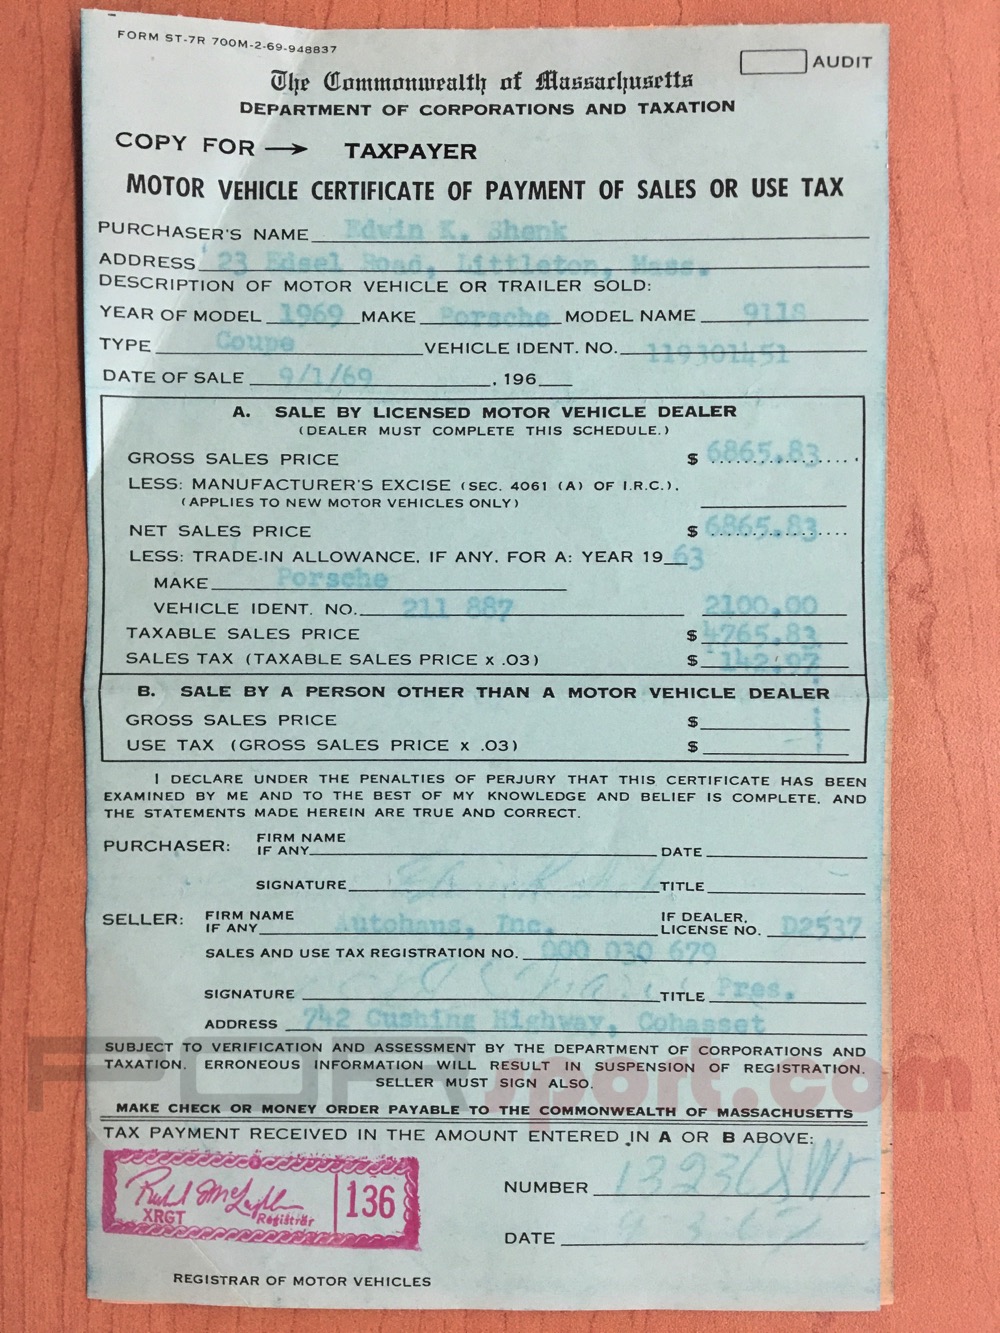 FORM ST-7R 700M-2-69-948837
AUDIT
The Commonwealth of Massachusetts
DEPARTMENT OF CORPORATIONS AND TAXATION
COPY FOR → TAXPAYER
MOTOR VEHICLE CERTIFICATE OF PAYMENT OF SALES OR USE TAX
PURCHASER'S NAME Edwin K. Shenk
ADDRESS 23 Edsel Road, Littleton, Mass.
DESCRIPTION OF MOTOR VEHICLE OR TRAILER SOLD:
YEAR OF MODEL 1969 MAKE Porsche MODEL NAME 911S
TYPE Coupe VEHICLE IDENT. NO. 119301451
DATE OF SALE 9/1/69 , 196
A. SALE BY LICENSED MOTOR VEHICLE DEALER
(DEALER MUST COMPLETE THIS SCHEDULE.)
GROSS SALES PRICE $ 6865.83
LESS: MANUFACTURER'S EXCISE (SEC. 4061 (A) OF I.R.C.).
(APPLIES TO NEW MOTOR VEHICLES ONLY)
NET SALES PRICE $ 6865.83
LESS: TRADE-IN ALLOWANCE, IF ANY, FOR A: YEAR 19 63
MAKE Porsche
VEHICLE IDENT. NO. 211 887 2100.00
TAXABLE SALES PRICE $ 4765.83
SALES TAX (TAXABLE SALES PRICE x .03) $ 142.97
B. SALE BY A PERSON OTHER THAN A MOTOR VEHICLE DEALER
GROSS SALES PRICE $
USE TAX (GROSS SALES PRICE x .03) $
I DECLARE UNDER THE PENALTIES OF PERJURY THAT THIS CERTIFICATE HAS BEEN
EXAMINED BY ME AND TO THE BEST OF MY KNOWLEDGE AND BELIEF IS COMPLETE, AND
THE STATEMENTS MADE HEREIN ARE TRUE AND CORRECT.
PURCHASER: FIRM NAME
IF ANY DATE
SIGNATURE TITLE
SELLER: FIRM NAME IF DEALER,
IF ANY Autohaus, Inc. LICENSE NO. D2537
SALES AND USE TAX REGISTRATION NO. 000 030 679
SIGNATURE TITLE Pres.
ADDRESS 742 Cushing Highway, Cohasset
SUBJECT TO VERIFICATION AND ASSESSMENT BY THE DEPARTMENT OF CORPORATIONS AND
TAXATION. ERRONEOUS INFORMATION WILL RESULT IN SUSPENSION OF REGISTRATION.
SELLER MUST SIGN ALSO.
PORsport.com
MAKE CHECK OR MONEY ORDER PAYABLE TO THE COMMONWEALTH OF MASSACHUSETTS
TAX PAYMENT RECEIVED IN THE AMOUNT ENTERED IN A OR B ABOVE:
XRGT Registrar 136
NUMBER
DATE
REGISTRAR OF MOTOR VEHICLES